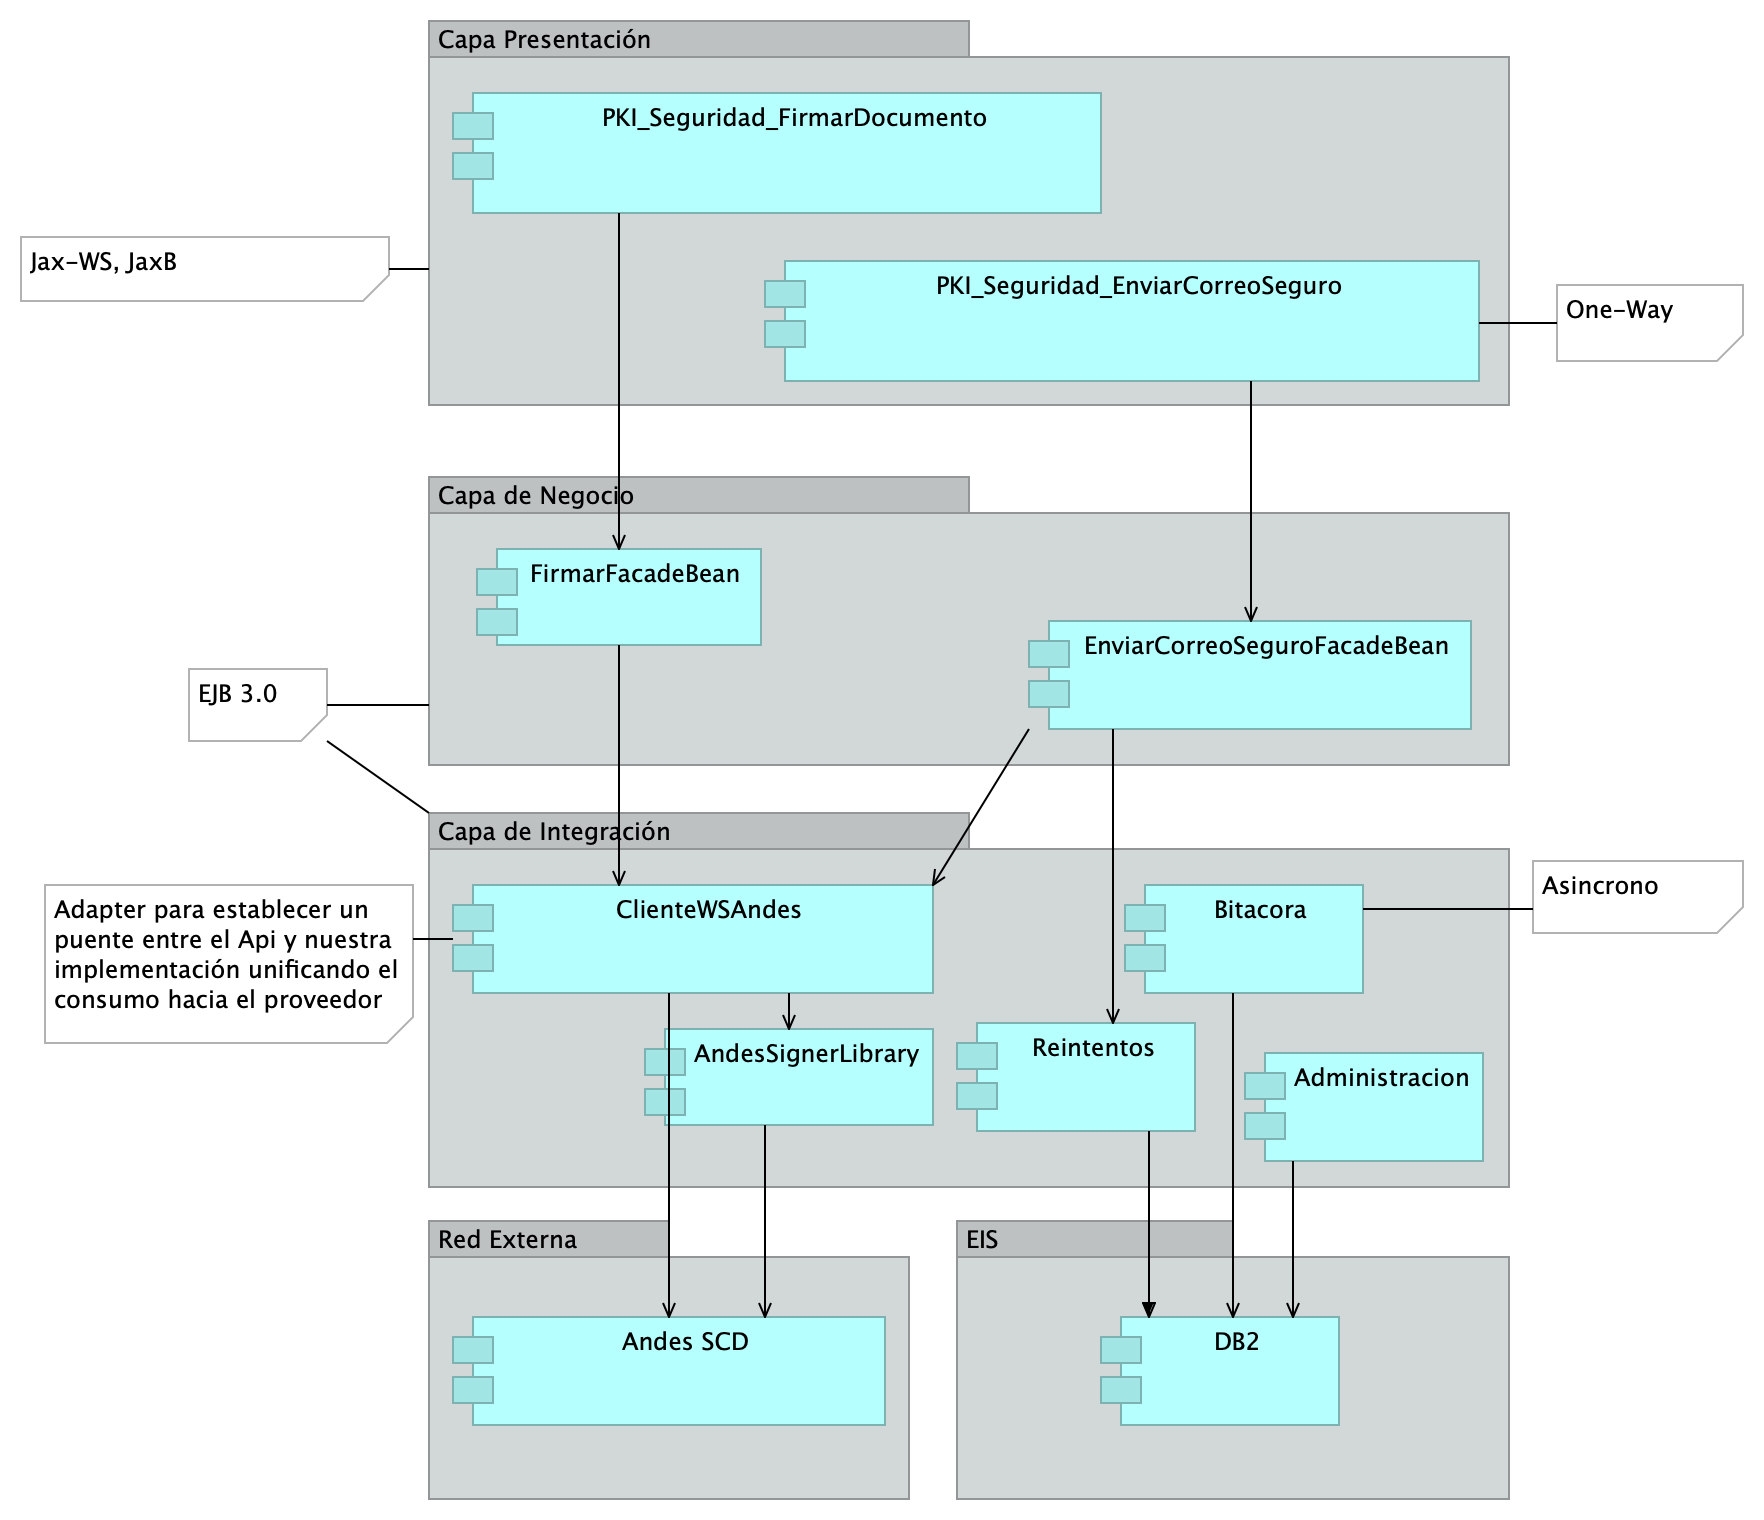 Capa Presentación
PKI_Seguridad_FirmarDocumento
Jax-WS, JaxB
PKI_Seguridad_EnviarCorreoSeguro
One-Way
Capa de Negocio
FirmarFacadeBean
EnviarCorreoSeguroFacadeBean
EJB 3.0
Capa de Integración
Adapter para establecer un
puente entre el Api y nuestra
implementación unificando el
consumo hacia el proveedor
ClienteWSAndes
Bitacora
Asincrono
AndesSignerLibrary
Reintentos
Administracion
Red Externa
EIS
Andes SCD
DB2